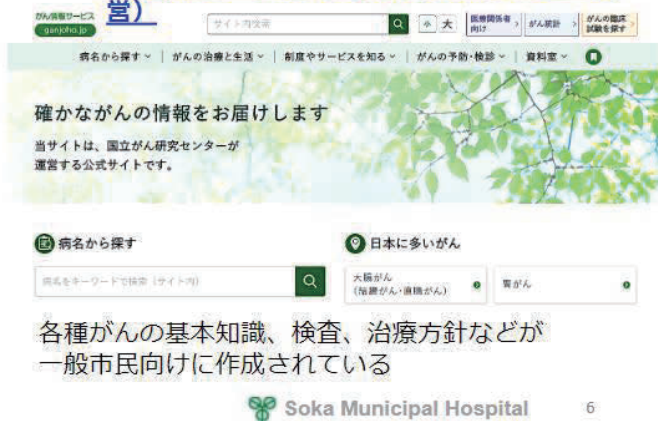 営）
がん情報サービス
ganjoho.jp
サイト内検索
小 大
医療関係者向け
がん統計
がんの臨床試験を探す
病名から探す
がんの治療と生活
制度やサービスを知る
がんの予防・検診
資料室
確かながんの情報をお届けします
当サイトは、国立がん研究センターが
運営する公式サイトです。
病名から探す
日本に多いがん
病名をキーワードで検索（サイト内）
大腸がん
（結腸がん・直腸がん）
胃がん
各種がんの基本知識、検査、治療方針などが
一般市民向けに作成されている
Soka Municipal Hospital
6